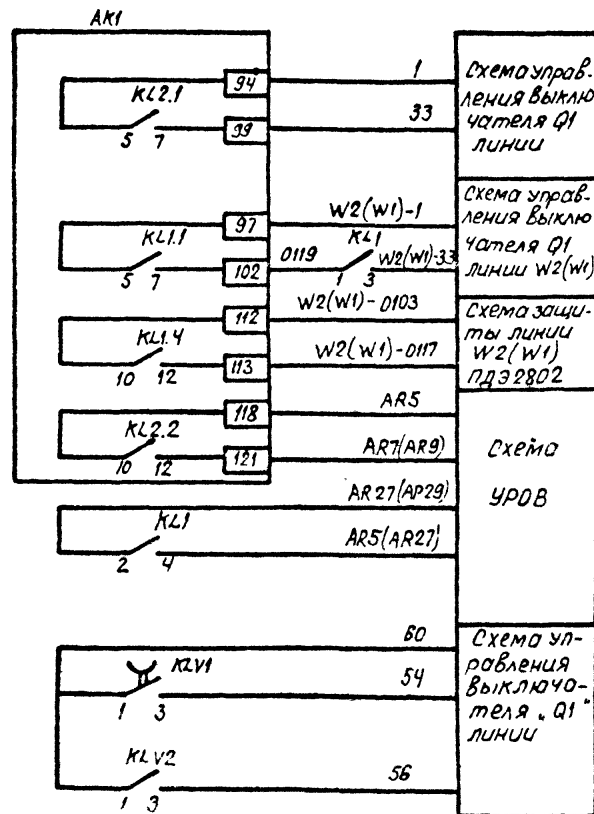 AK1
94
1
KL2.1
5 7
99
33
Схема управ-
ления выклю
чателя Q1
линии
97
W2(W1)-1
KL1.1
5 7
102
0119
KL1
1 3
W2(W1)-33
Схема управ-
ления выклю
чателя Q1
линии W2(W1)
112
W2(W1)-0103
KL1.4
10 12
113
W2(W1)-0117
Схема защи-
ты линии
W2(W1)
ПДЭ2802
118
AR5
KL2.2
10 12
121
AR7(AR9)
AR27(AP29)
KL1
2 4
AR5(AR27)
Схема
УРОВ
60
KLV1
1 3
54
KLV2
1 3
56
Схема уп-
равления
выключа-
теля „Q1"
линии